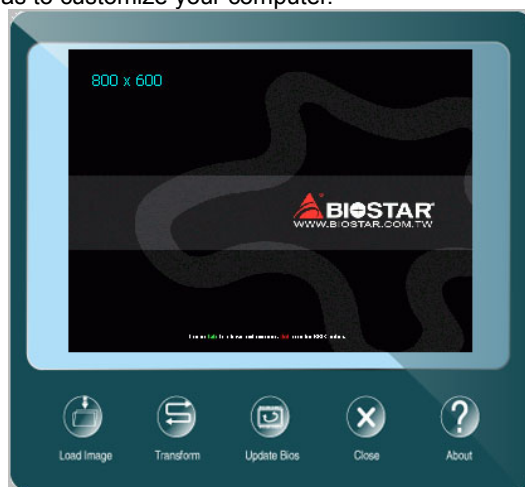 as to customize your computer.
800 x 600
BIOSTAR
WWW.BIOSTAR.COM.TW
Load Image
Transform
Update Bios
Close
About